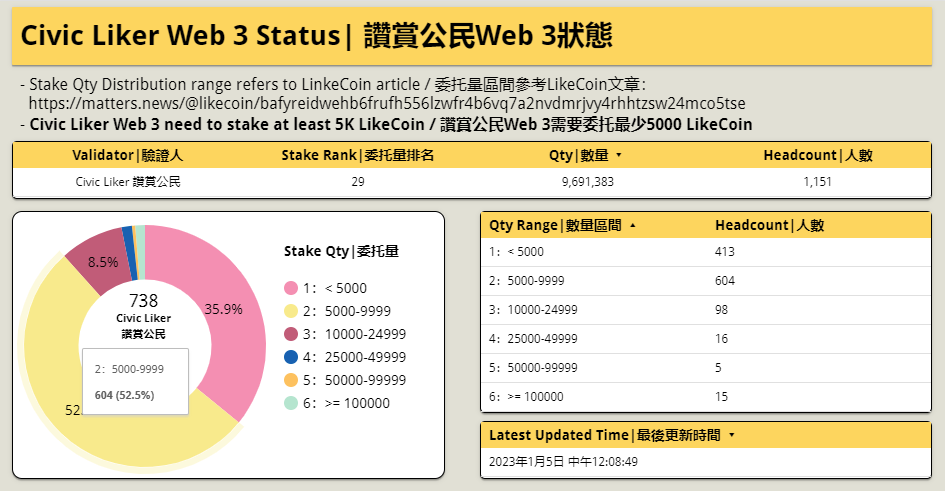 Civic Liker Web 3 Status| 讚賞公民Web 3狀態
- Stake Qty Distribution range refers to LinkeCoin article / 委托量區間參考LikeCoin文章:
https://matters.news/@likecoin/bafyreidwehb6frufh556lzwfr4b6vq7a2nvdmrjvy4rhhtzsw24mco5tse
- Civic Liker Web 3 need to stake at least 5K LikeCoin / 讚賞公民Web 3需要委托最少5000 LikeCoin
Validator|驗證人 Stake Rank|委托量排名 Qty|數量 Headcount|人數
Civic Liker 讚賞公民 29 9,691,383 1,151
Stake Qty|委托量
1: < 5000
2: 5000-9999
3: 10000-24999
4: 25000-49999
5: 50000-99999
6: >= 100000
8.5%
35.9%
738
Civic Liker
讚賞公民
2: 5000-9999
604 (52.5%)
52.
Qty Range|數量區間 Headcount|人數
1: < 5000 413
2: 5000-9999 604
3: 10000-24999 98
4: 25000-49999 16
5: 50000-99999 5
6: >= 100000 15
Latest Updated Time|最後更新時間
2023年1月5日 中午12:08:49